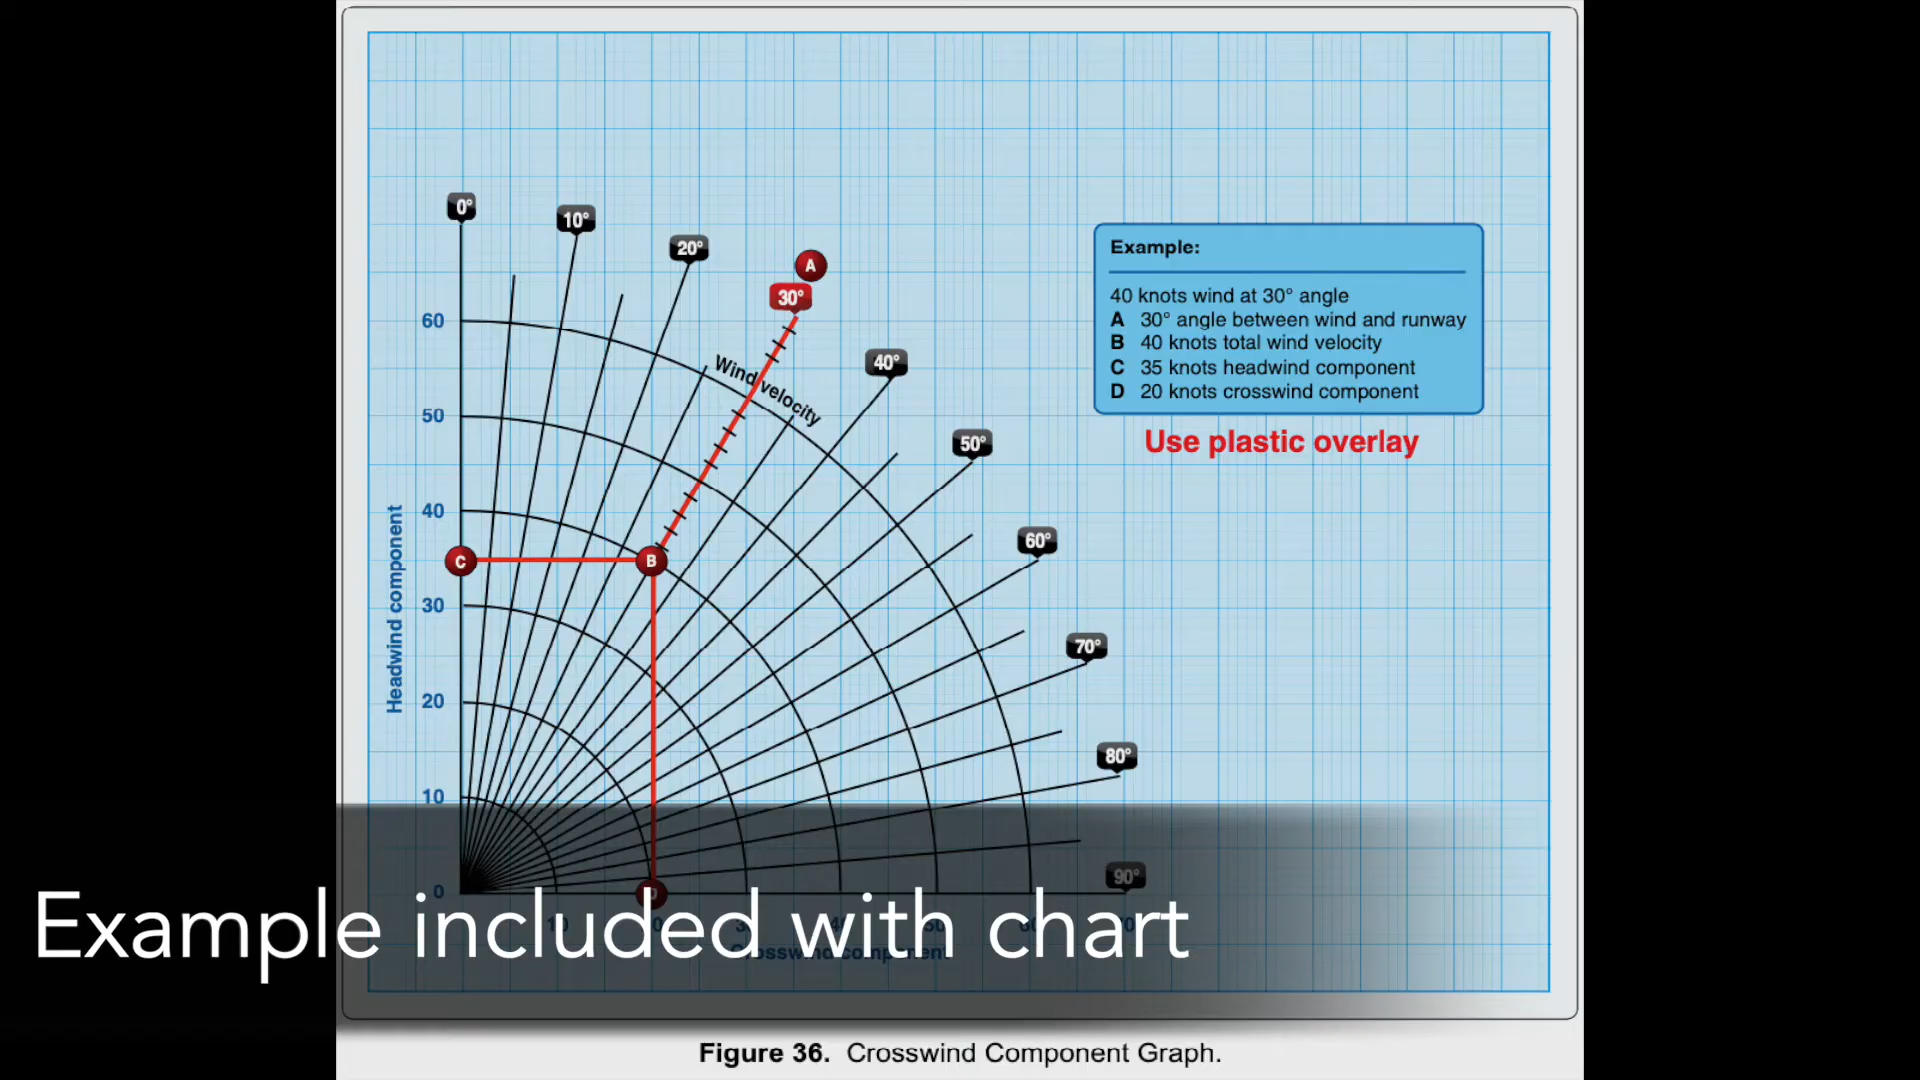 0°
10°
20°
A
30°
40°
50°
60°
70°
80°
90°
Wind velocity
60
50
40
30
20
10
0
Headwind component
C
B
D
Example:
40 knots wind at 30° angle
A 30° angle between wind and runway
B 40 knots total wind velocity
C 35 knots headwind component
D 20 knots crosswind component
Use plastic overlay
Crosswind component
Example included with chart
Figure 36. Crosswind Component Graph.